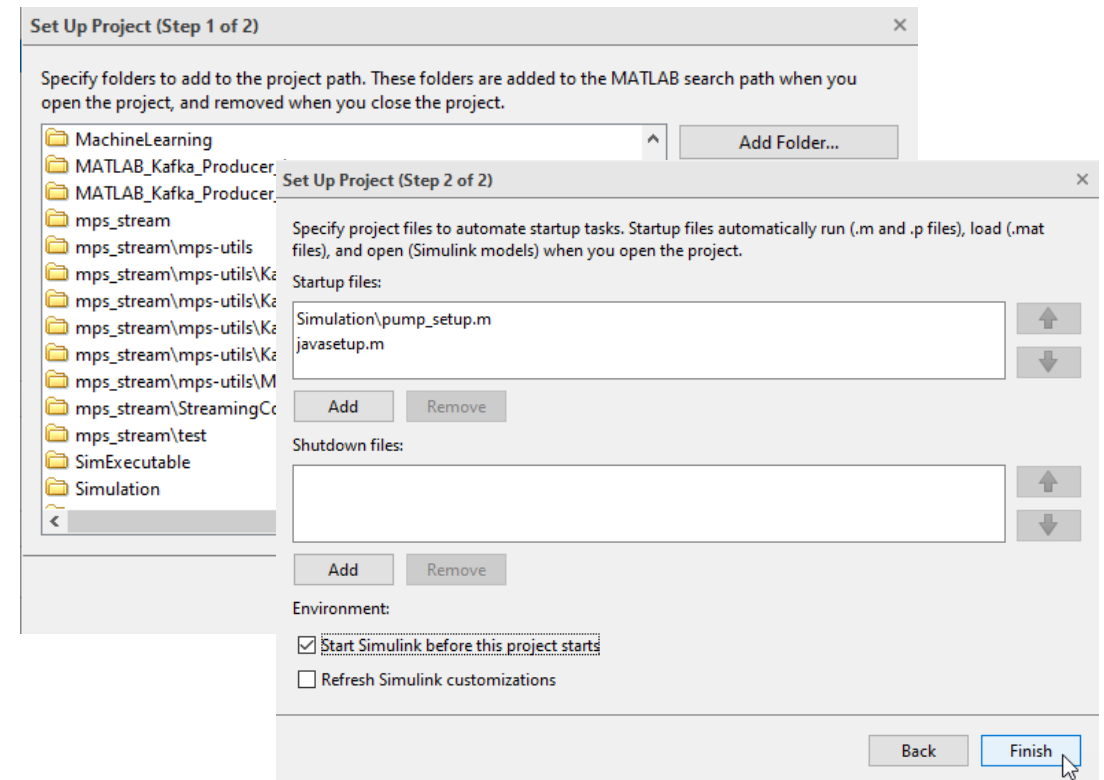 Set Up Project (Step 1 of 2)
Specify folders to add to the project path. These folders are added to the MATLAB search path when you
open the project, and removed when you close the project.
MachineLearning
Add Folder...
MATLAB_Kafka_Producer_
MATLAB_Kafka_Producer_
mps_stream
mps_stream\mps-utils
mps_stream\mps-utils\Ka
mps_stream\mps-utils\Ka
mps_stream\mps-utils\Ka
mps_stream\mps-utils\Ka
mps_stream\mps-utils\M
mps_stream\StreamingCo
mps_stream\test
SimExecutable
Simulation
Set Up Project (Step 2 of 2)
Specify project files to automate startup tasks. Startup files automatically run (.m and .p files), load (.mat
files), and open (Simulink models) when you open the project.
Startup files:
Simulation\pump_setup.m
javasetup.m
Add
Remove
Shutdown files:
Add
Remove
Environment:
Start Simulink before this project starts
Refresh Simulink customizations
Back
Finish